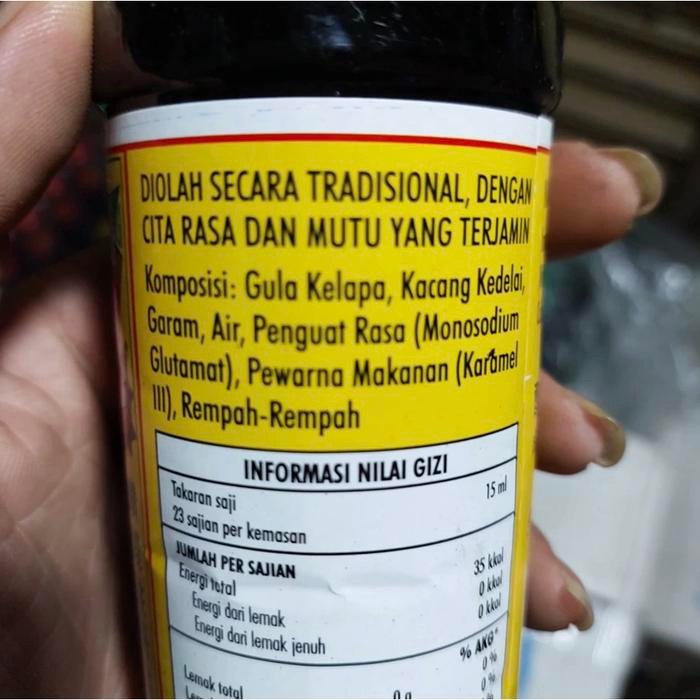 DIOLAH SECARA TRADISIONAL, DENGAN
CITA RASA DAN MUTU YANG TERJAMIN
Komposisi: Gula Kelapa, Kacang Kedelai,
Garam, Air, Penguat Rasa (Monosodium
Glutamat), Pewarna Makanan (Karamel
III), Rempah-Rempah
INFORMASI NILAI GIZI
Takaran saji 15 ml
23 sajian per kemasan
JUMLAH PER SAJIAN
Energi total 35 kkal
Energi dari lemak 0 kkal
Energi dari lemak jenuh 0 kkal
% AKG*
Lemak total 0 g 0 %
0 %